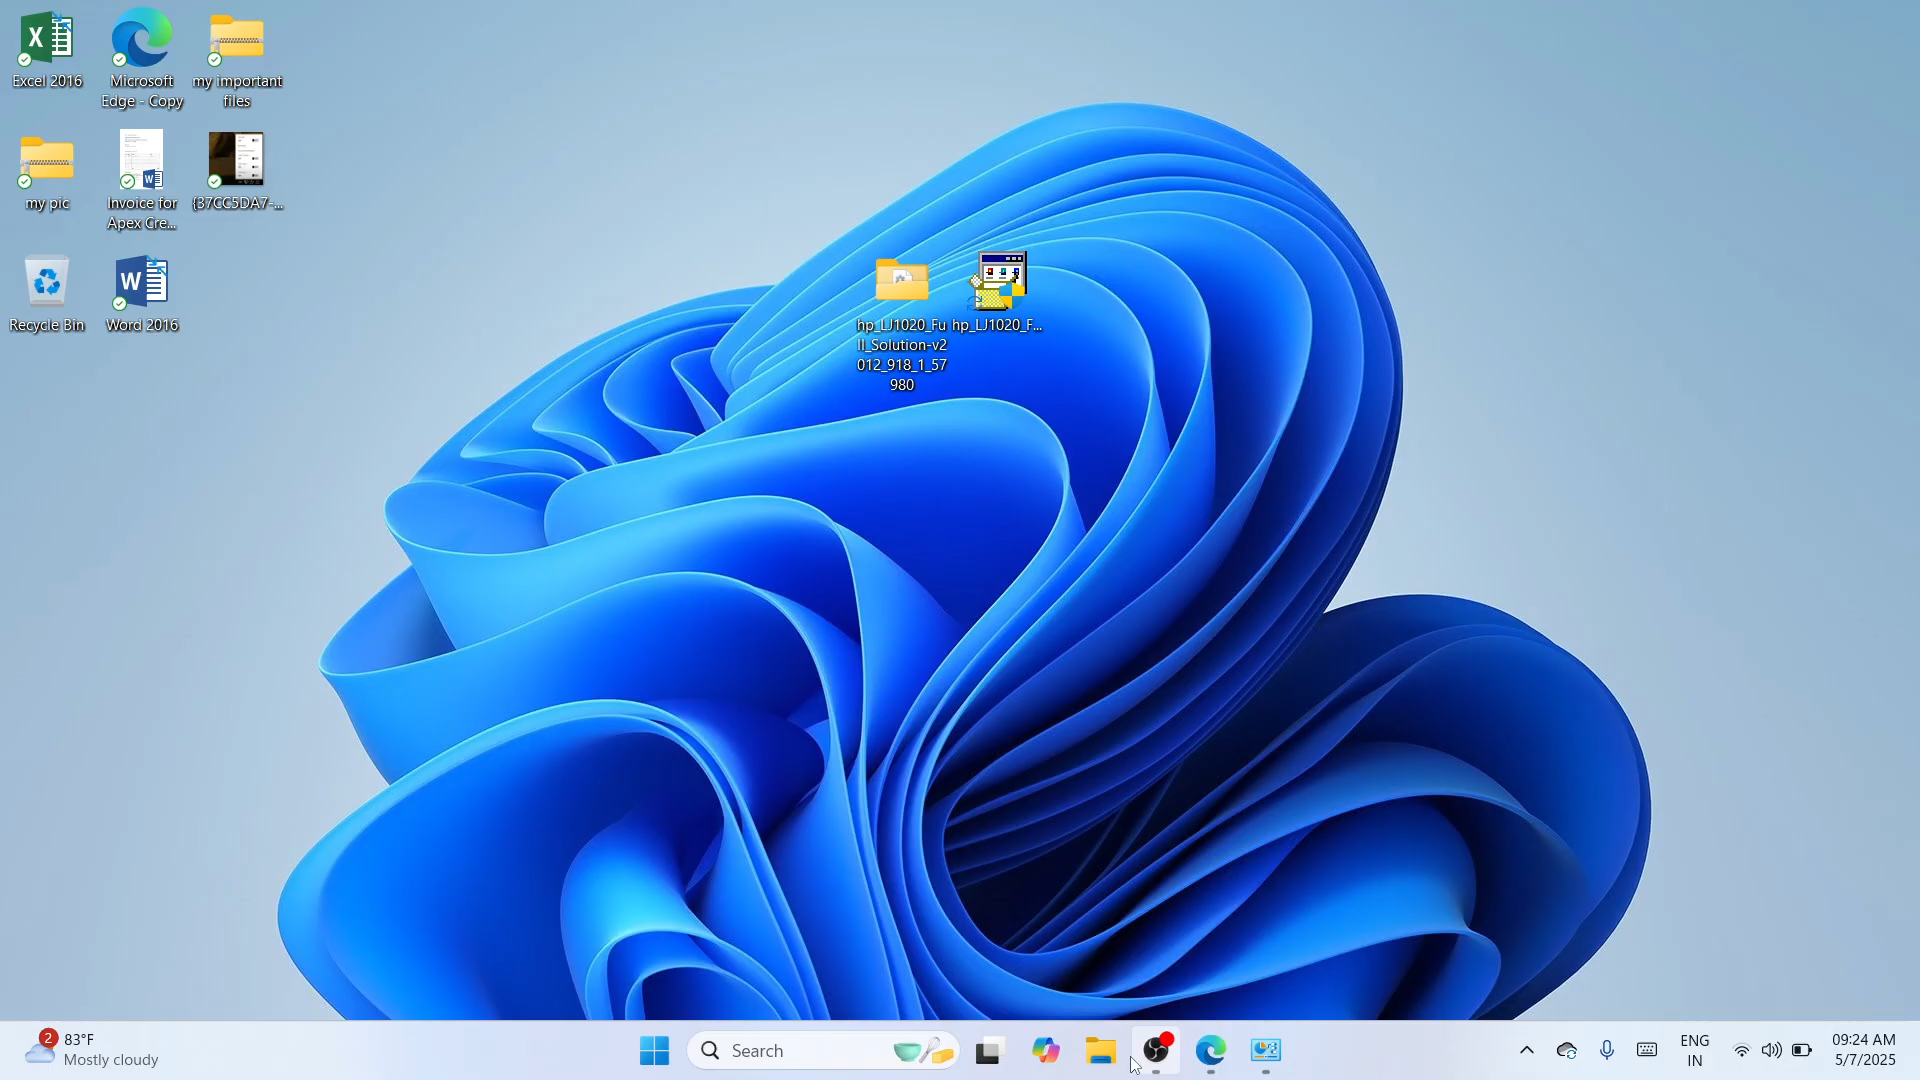 Excel 2016
Microsoft
Edge - Copy
my important
files
my pic
Invoice for
Apex Cre...
{37CC5DA7-...
Recycle Bin
Word 2016
hp_LJ1020_Fu
ll_Solution-v2
012_918_1_57
980
hp_LJ1020_F...
2
83°F
Mostly cloudy
Search
ENG
IN
09:24 AM
5/7/2025